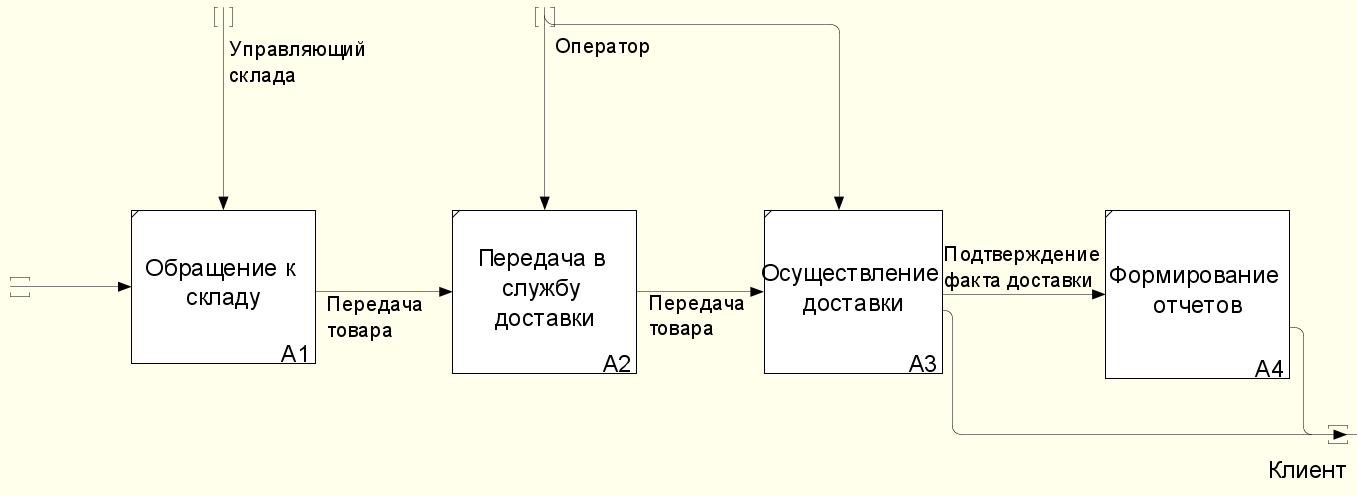 Управляющий
склада
Оператор
Обращение к
складу
A1
Передача
товара
Передача в
службу
доставки
A2
Передача
товара
Осуществление
доставки
A3
Подтверждение
факта доставки
Формирование
отчетов
A4
Клиент